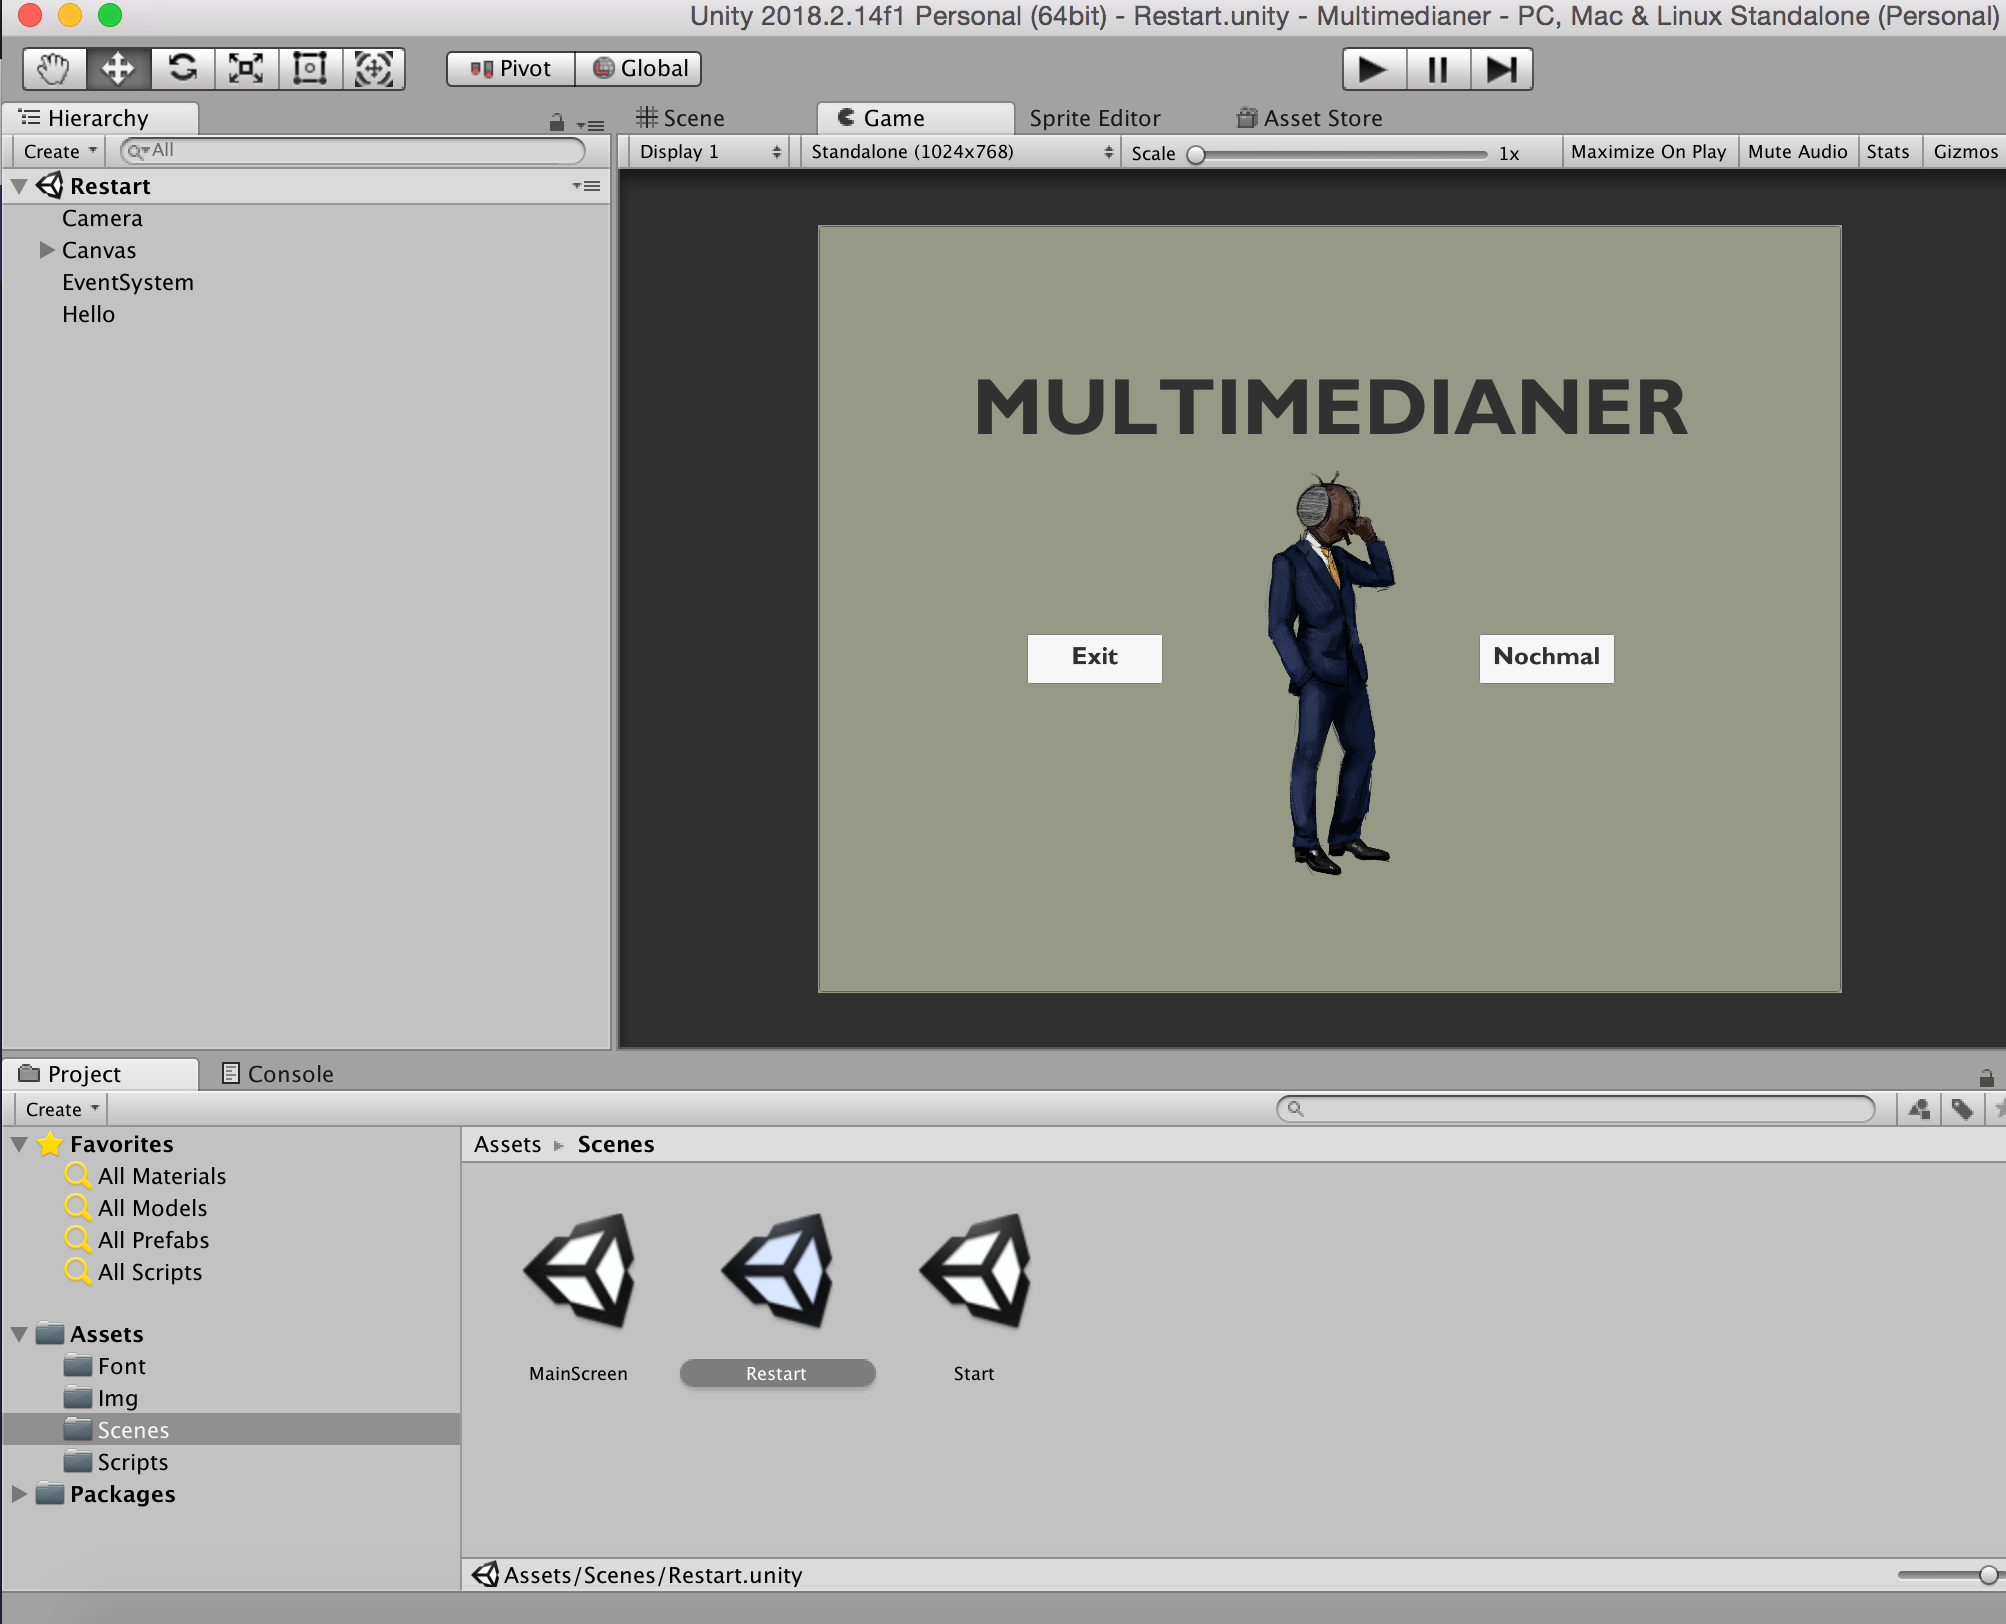 Unity 2018.2.14f1 Personal (64bit) - Restart.unity - Multimedianer - PC, Mac & Linux Standalone (Personal)
Pivot Global
Hierarchy
Create All
Restart
Camera
Canvas
EventSystem
Hello
Scene Game Sprite Editor Asset Store
Display 1 Standalone (1024x768) Scale 1x Maximize On Play Mute Audio Stats Gizmos
MULTIMEDIANER
Exit Nochmal
Project Console
Create
Favorites
All Materials
All Models
All Prefabs
All Scripts
Assets
Font
Img
Scenes
Scripts
Packages
Assets Scenes
MainScreen Restart Start
Assets/Scenes/Restart.unity